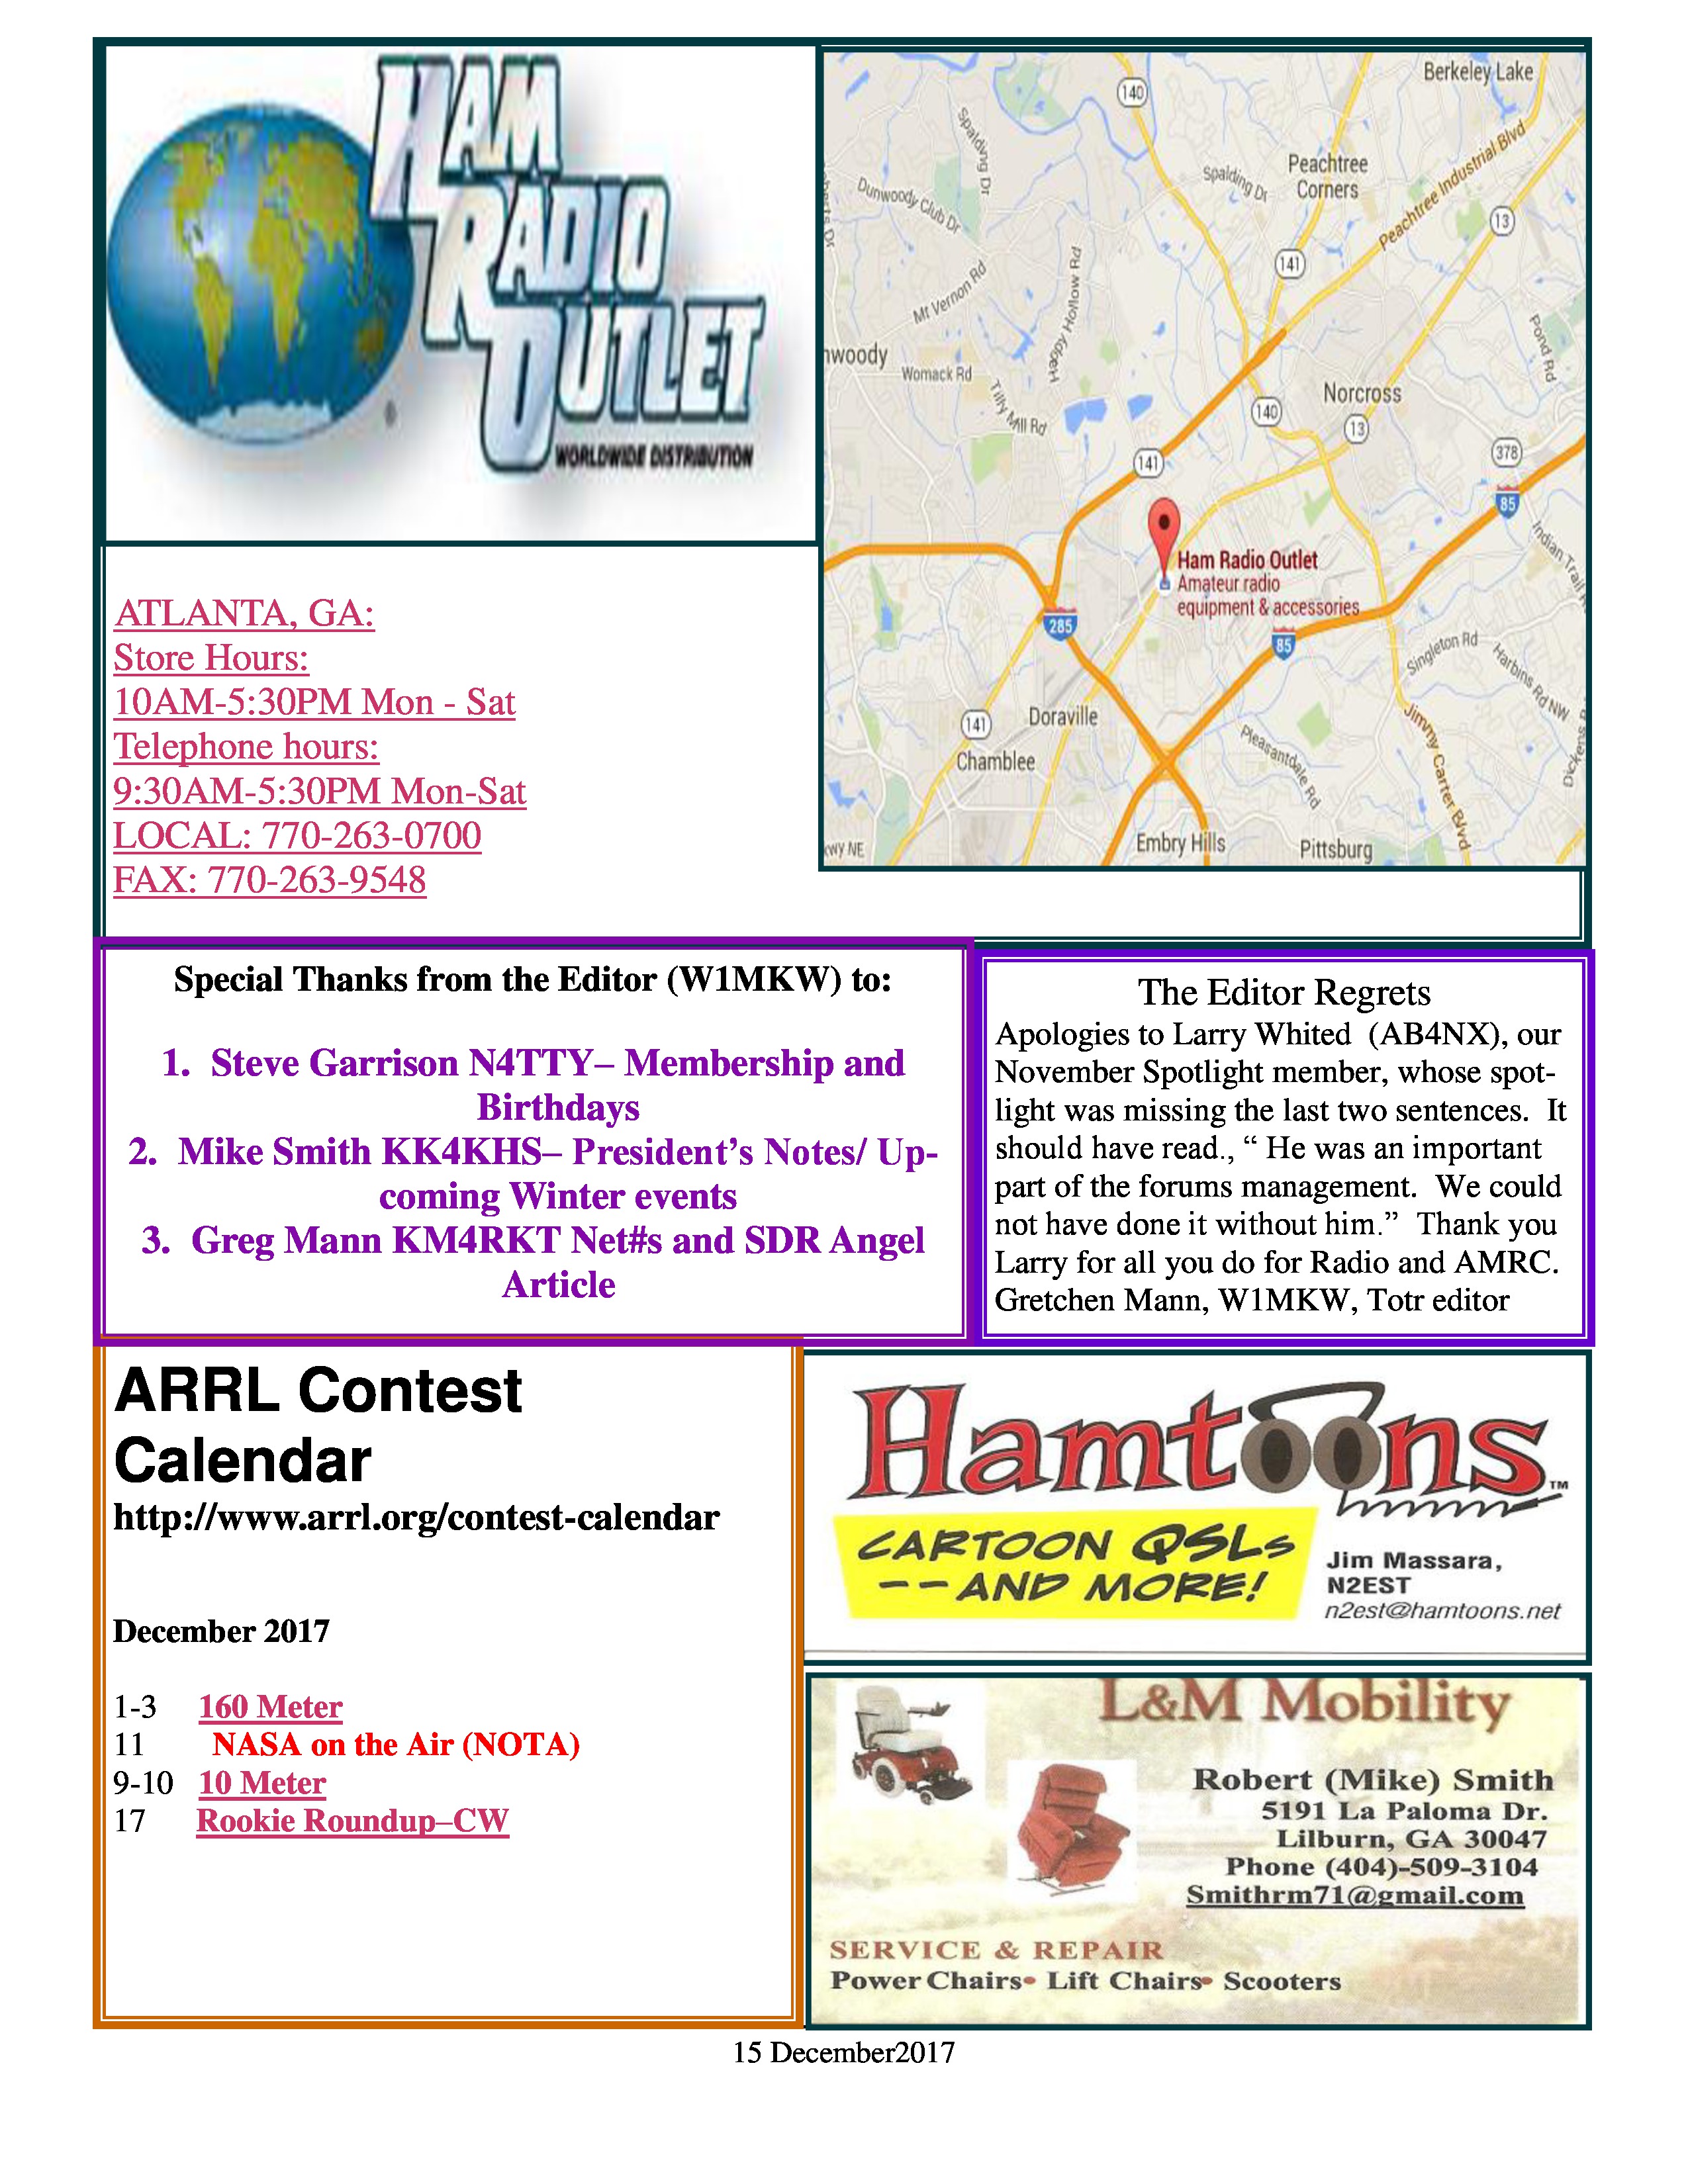 HAM
RADIO
OUTLET
WORLDWIDE DISTRIBUTION
Berkeley Lake
140
Spalding Dr
Peachtree
Corners
Spalding Dr
Peachtree Industrial Blvd
Dunwoody Club Dr
13
141
Mt Vernon Rd
Happy Hollow Rd
Pond Rd
nwoody
Womack Rd
Tilly Mill Rd
Norcross
140
13
141
378
85
Indian Trail
Ham Radio Outlet
Amateur radio
equipment & accessories
285
85
Singleton Rd
Harbins Rd NW
141
Doraville
Jimmy Carter Blvd
Pleasantdale Rd
Chamblee
Embry Hills
Pittsburg
wy NE
ATLANTA, GA:
Store Hours:
10AM-5:30PM Mon - Sat
Telephone hours:
9:30AM-5:30PM Mon-Sat
LOCAL: 770-263-0700
FAX: 770-263-9548
Special Thanks from the Editor (W1MKW) to:
1. Steve Garrison N4TTY– Membership and
Birthdays
2. Mike Smith KK4KHS– President’s Notes/ Up-
coming Winter events
3. Greg Mann KM4RKT Net#s and SDR Angel
Article
The Editor Regrets
Apologies to Larry Whited (AB4NX), our
November Spotlight member, whose spot-
light was missing the last two sentences. It
should have read., “ He was an important
part of the forums management. We could
not have done it without him.” Thank you
Larry for all you do for Radio and AMRC.
Gretchen Mann, W1MKW, Totr editor
ARRL Contest
Calendar
http://www.arrl.org/contest-calendar
December 2017
1-3 160 Meter
11 NASA on the Air (NOTA)
9-10 10 Meter
17 Rookie Roundup–CW
Hamtoons™
CARTOON QSLs
--AND MORE!
Jim Massara,
N2EST
n2est@hamtoons.net
L&M Mobility
Robert (Mike) Smith
5191 La Paloma Dr.
Lilburn, GA 30047
Phone (404)-509-3104
Smithrm71@gmail.com
SERVICE & REPAIR
Power Chairs• Lift Chairs• Scooters
15 December2017